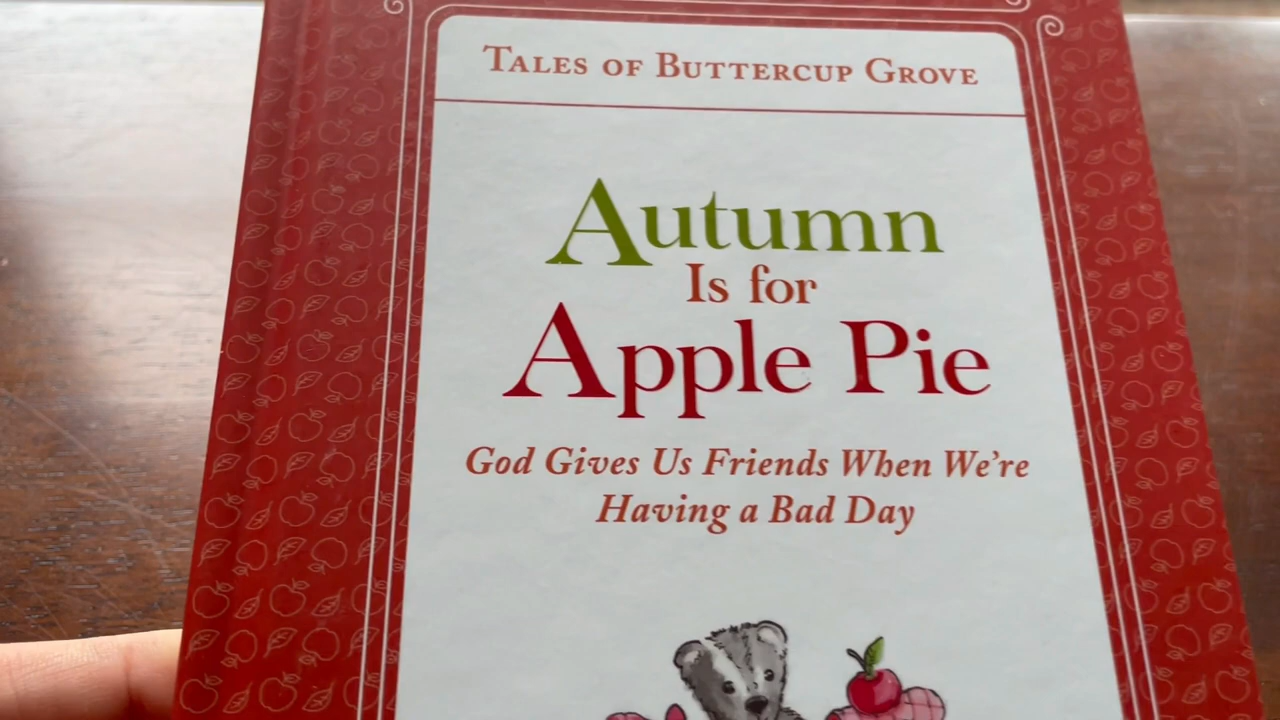 Tales of Buttercup Grove
Autumn
Is for
Apple Pie
God Gives Us Friends When We're
Having a Bad Day